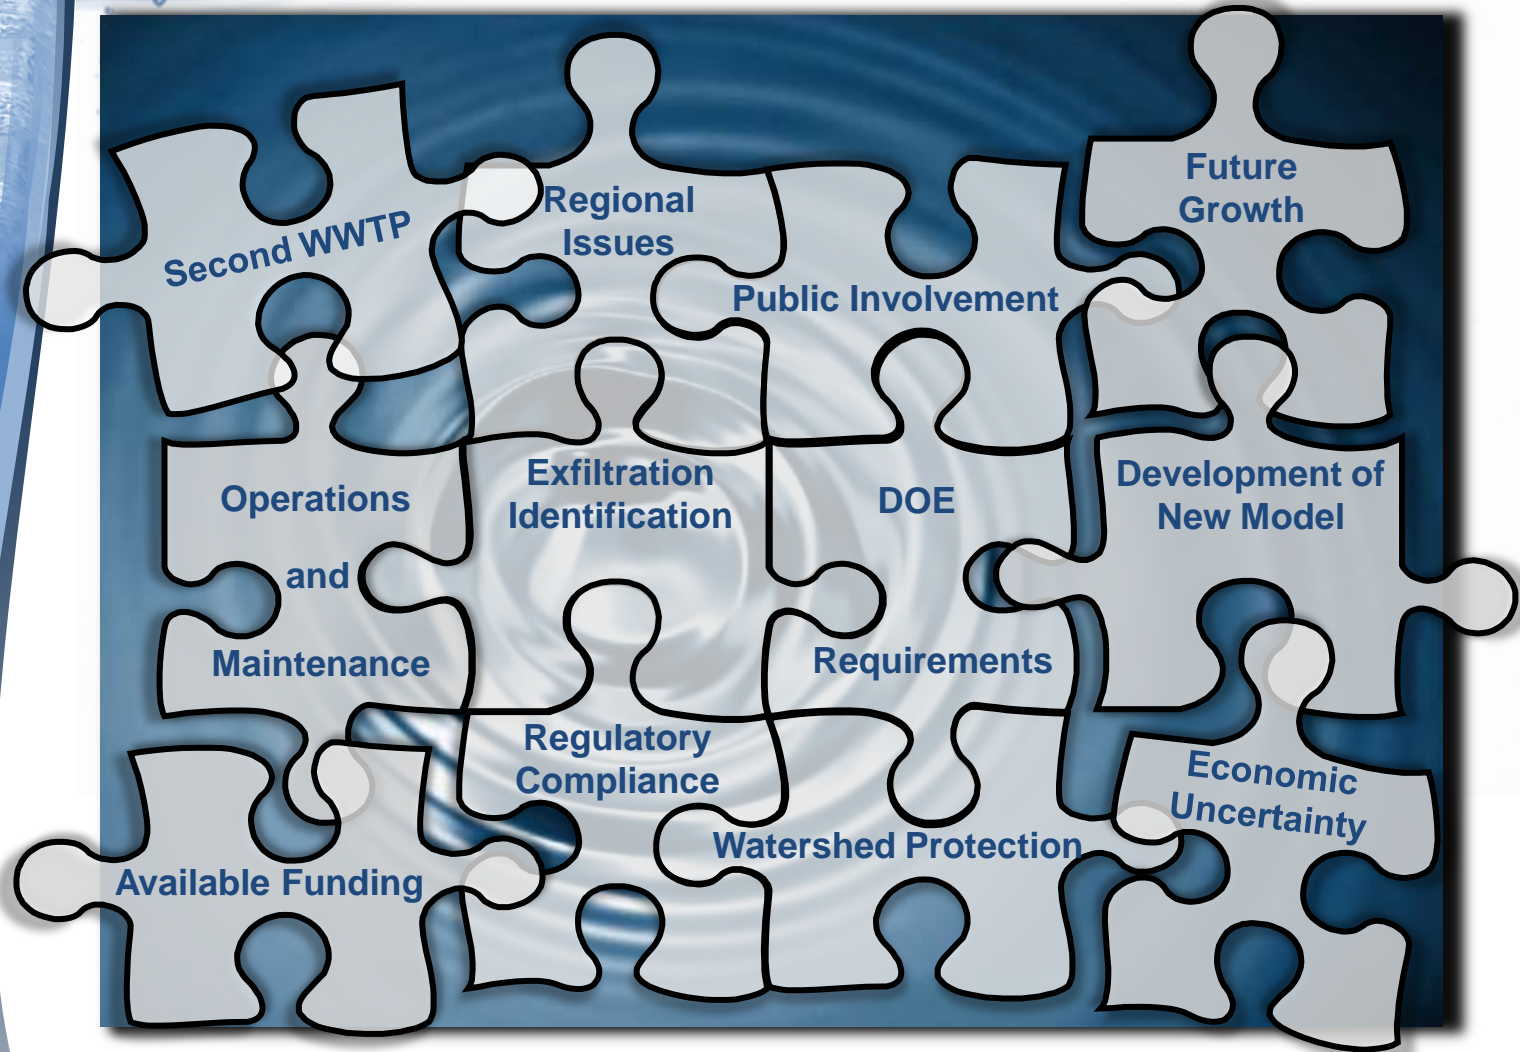 Second WWTP
Regional
Issues
Public Involvement
Future
Growth
Operations
and
Maintenance
Exfiltration
Identification
DOE
Requirements
Development of
New Model
Available Funding
Regulatory
Compliance
Watershed Protection
Economic
Uncertainty